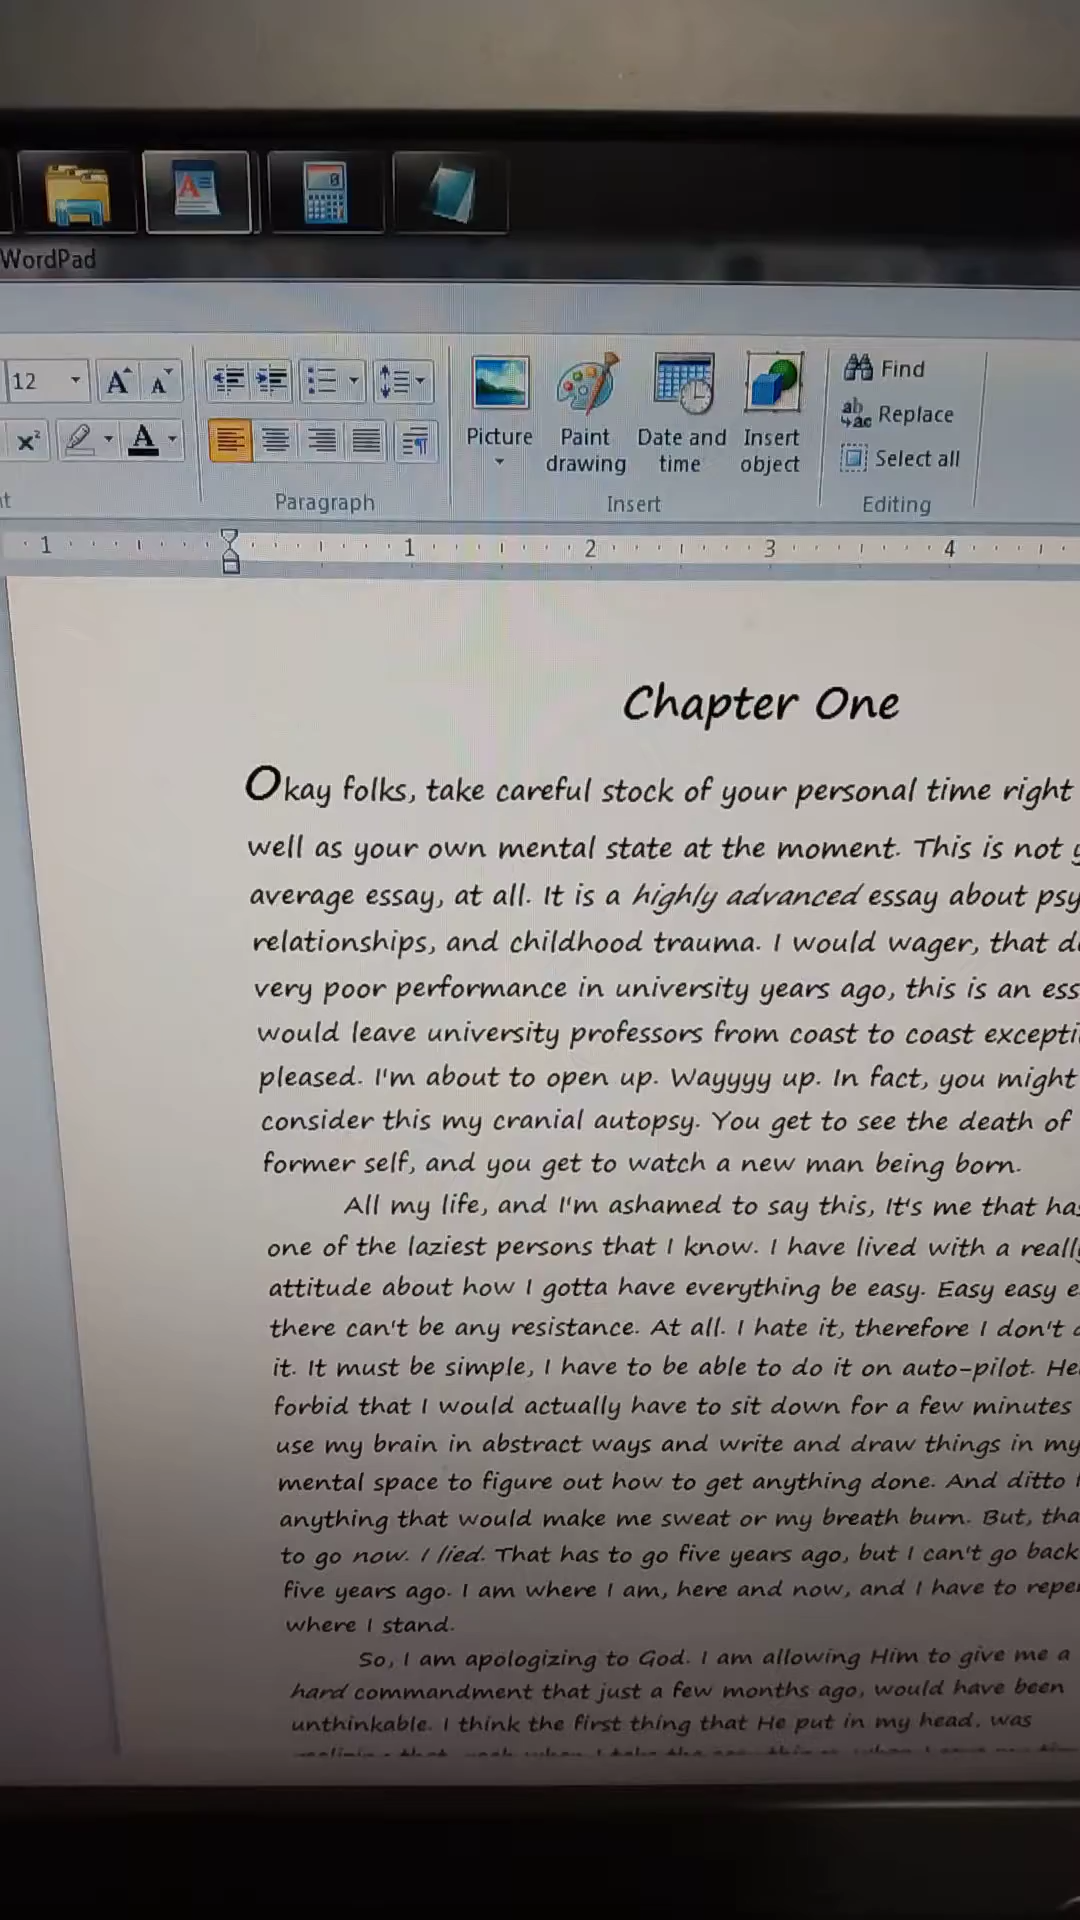 WordPad
12
Find
Replace
Select all
Picture
Paint drawing
Date and time
Insert object
Paragraph
Insert
Editing
1 1 2 3 4
Chapter One
Okay folks, take careful stock of your personal time right
well as your own mental state at the moment. This is not
average essay, at all. It is a highly advanced essay about
relationships, and childhood trauma. I would wager, that
very poor performance in university years ago, this is an
would leave university professors from coast to coast
pleased. I'm about to open up. Wayyyy up. In fact, you might
consider this my cranial autopsy. You get to see the death of
former self, and you get to watch a new man being born.
All my life, and I'm ashamed to say this, It's me that
one of the laziest persons that I know. I have lived with a
attitude about how I gotta have everything be easy. Easy easy
there can't be any resistance. At all. I hate it, therefore I don't
it. It must be simple, I have to be able to do it on auto-pilot.
forbid that I would actually have to sit down for a few minutes
use my brain in abstract ways and write and draw things in my
mental space to figure out how to get anything done. And ditto
anything that would make me sweat or my breath burn. But,
to go now. I lied. That has to go five years ago, but I can't go back
five years ago. I am where I am, here and now, and I have to
where I stand.
So, I am apologizing to God. I am allowing Him to give me a
hard commandment that just a few months ago, would have been
unthinkable. I think the first thing that He put in my head, was